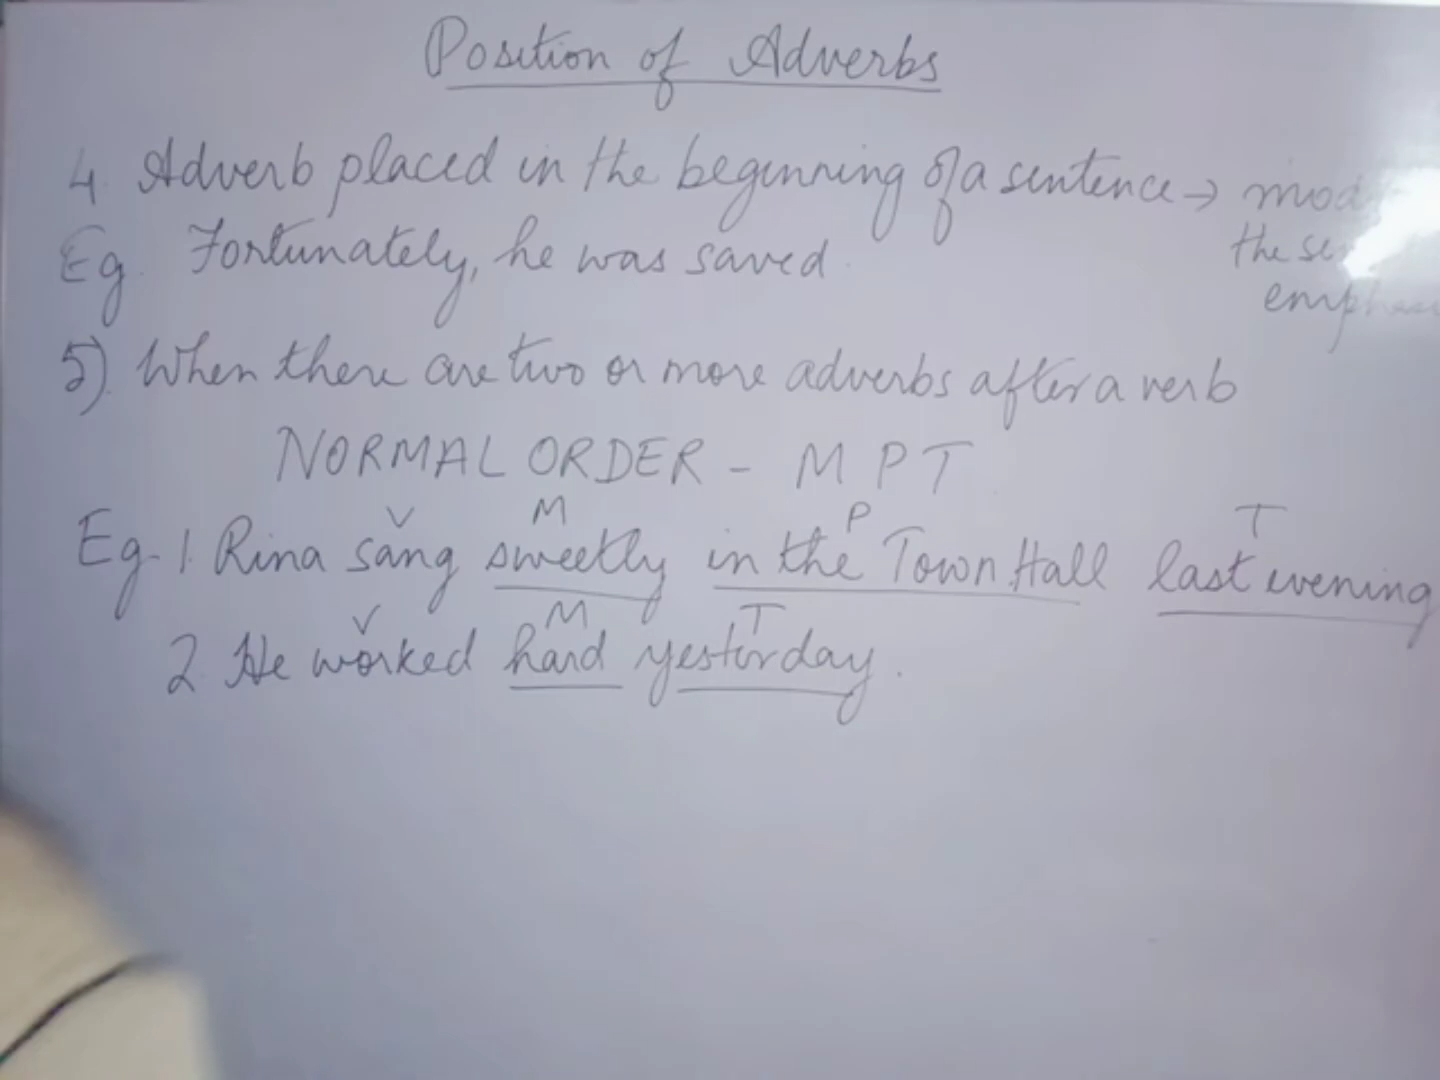 Position of Adverbs
4. Adverb placed in the beginning of a sentence →
the
Eg. Fortunately, he was saved.
5) When there are two or more adverbs after a verb
NORMAL ORDER - M P T
V M P T
Eg. 1. Rina sang sweetly in the Town Hall last evening
V M T
2. He worked hard yesterday.